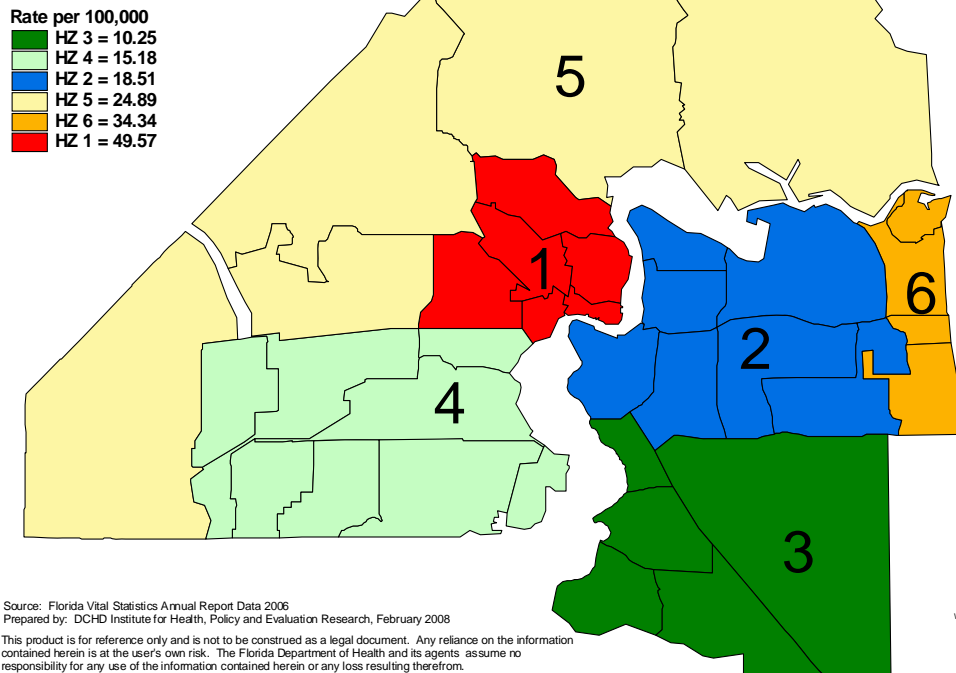 Rate per 100,000
HZ 3 = 10.25
HZ 4 = 15.18
HZ 2 = 18.51
HZ 5 = 24.89
HZ 6 = 34.34
HZ 1 = 49.57
5
1
6
2
4
3
Source: Florida Vital Statistics Annual Report Data 2006
Prepared by: DCHD Institute for Health, Policy and Evaluation Research, February 2008
This product is for reference only and is not to be construed as a legal document. Any reliance on the information
contained herein is at the user's own risk. The Florida Department of Health and its agents assume no
responsibility for any use of the information contained herein or any loss resulting therefrom.